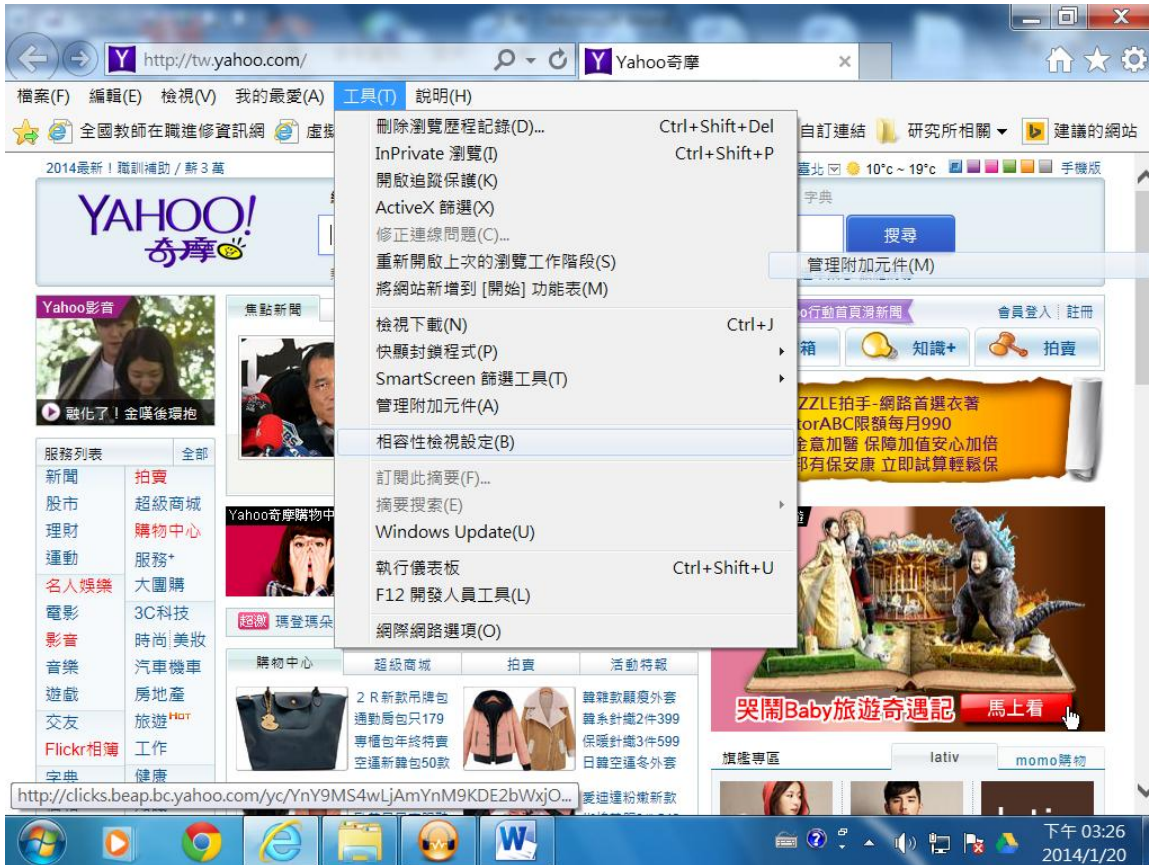 http://tw.yahoo.com/
Yahoo奇摩
檔案(F) 編輯(E) 檢視(V) 我的最愛(A) 工具(T) 說明(H)
全國教師在職進修資訊網
自訂連結 研究所相關 建議的網站
刪除瀏覽歷程記錄(D)... Ctrl+Shift+Del
InPrivate 瀏覽(I) Ctrl+Shift+P
開啟追蹤保護(K)
ActiveX 篩選(X)
修正連線問題(C)...
重新開啟上次的瀏覽工作階段(S)
將網站新增到 [開始] 功能表(M)
檢視下載(N) Ctrl+J
快顯封鎖程式(P)
SmartScreen 篩選工具(T)
管理附加元件(A)
相容性檢視設定(B)
訂閱此摘要(F)...
摘要搜索(E)
Windows Update(U)
執行儀表板 Ctrl+Shift+U
F12 開發人員工具(L)
網際網路選項(O)
管理附加元件(M)
2014最新！職訓補助 / 薪3萬
臺北 10°c ~ 19°c 手機版
YAHOO!
奇摩
字典
搜尋
Yahoo影音
融化了！金嘆後環抱
焦點新聞
會員登入 註冊
知識+ 拍賣
服務列表 全部
新聞 拍賣
股市 超級商城
理財 購物中心
運動 服務+
名人娛樂 大團購
電影 3C科技
影音 時尚 美妝
音樂 汽車機車
遊戲 房地產
交友 旅遊 Hot
Flickr相簿 工作
字典 健康
超激 瑪登瑪朵
購物中心 超級商城 拍賣 活動特報
２Ｒ新款吊牌包
通勤肩包只179
專櫃包年終特賣
空運新韓包50款
韓雜款顯瘦外套
韓系針織2件399
保暖針織3件599
日韓空運冬外套
愛迪達粉嫩新款
ZZLE拍手-網路首選衣著
torABC限額每月990
金意加醫 保障加值安心加倍
邦有保安康 立即試算輕鬆保
哭鬧Baby旅遊奇遇記 馬上看
旗艦專區 lativ momo購物
http://clicks.beap.bc.yahoo.com/yc/YnY9MS4wLjAmYnM9KDE2bWxjO...
下午 03:26
2014/1/20